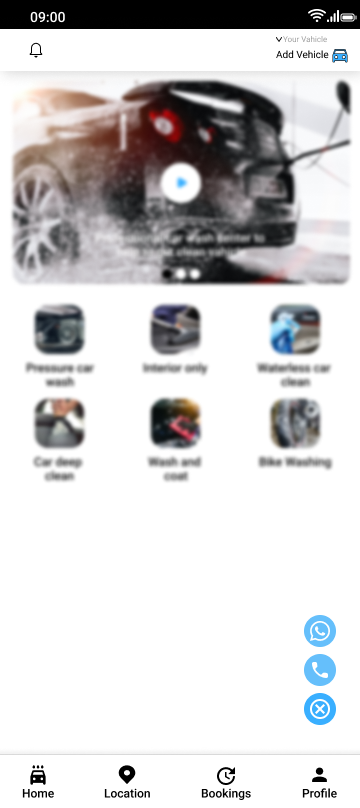 09:00
Your Vehicle
Add Vehicle
Pressure car
wash
Interior only
Waterless car
clean
Car deep
clean
Wash and
coat
Bike Washing
Home
Location
Bookings
Profile